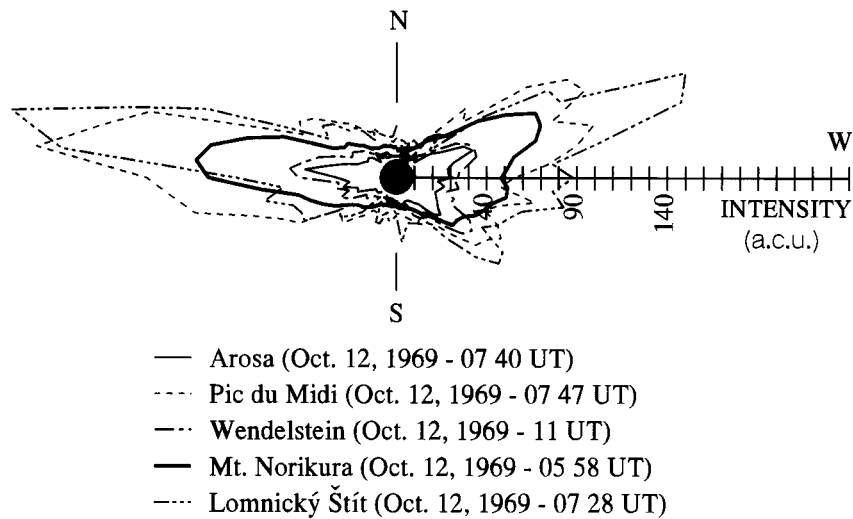 N
W
40
90
140
INTENSITY
(a.c.u.)
S
Arosa (Oct. 12, 1969 - 07 40 UT)
Pic du Midi (Oct. 12, 1969 - 07 47 UT)
Wendelstein (Oct. 12, 1969 - 11 UT)
Mt. Norikura (Oct. 12, 1969 - 05 58 UT)
Lomnický Štít (Oct. 12, 1969 - 07 28 UT)